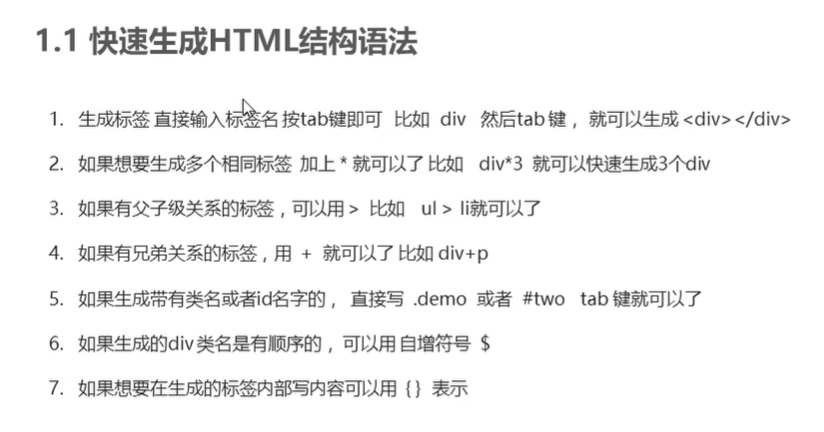 1.1 快速生成HTML结构语法
1. 生成标签 直接输入标签名 按tab键即可 比如 div 然后tab 键， 就可以生成 <div></div>
2. 如果想要生成多个相同标签 加上 * 就可以了 比如 div*3 就可以快速生成3个div
3. 如果有父子级关系的标签，可以用 > 比如 ul > li就可以了
4. 如果有兄弟关系的标签，用 + 就可以了 比如 div+p
5. 如果生成带有类名或者id名字的， 直接写 .demo 或者 #two tab 键就可以了
6. 如果生成的div 类名是有顺序的， 可以用 自增符号 $
7. 如果想要在生成的标签内部写内容可以用 { } 表示